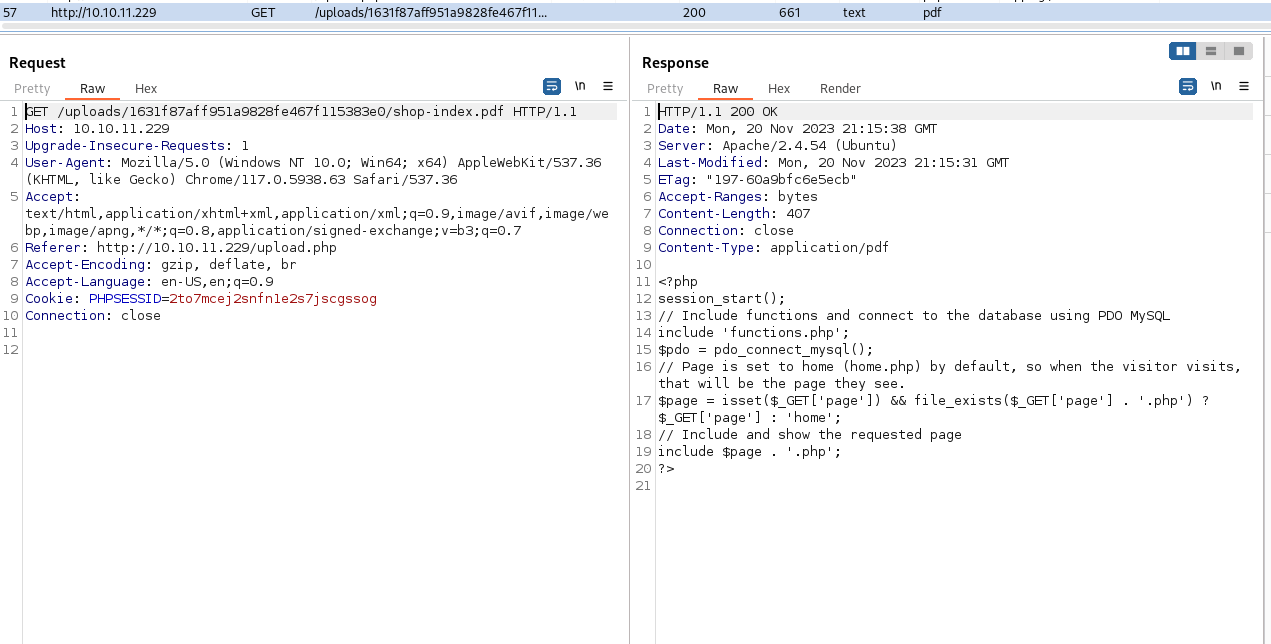 57 http://10.10.11.229 GET /uploads/1631f87aff951a9828fe467f11... 200 661 text pdf
Request
Pretty Raw Hex
\n
1 GET /uploads/1631f87aff951a9828fe467f115383e0/shop-index.pdf HTTP/1.1
2 Host: 10.10.11.229
3 Upgrade-Insecure-Requests: 1
4 User-Agent: Mozilla/5.0 (Windows NT 10.0; Win64; x64) AppleWebKit/537.36
(KHTML, like Gecko) Chrome/117.0.5938.63 Safari/537.36
5 Accept:
text/html,application/xhtml+xml,application/xml;q=0.9,image/avif,image/we
bp,image/apng,*/*;q=0.8,application/signed-exchange;v=b3;q=0.7
6 Referer: http://10.10.11.229/upload.php
7 Accept-Encoding: gzip, deflate, br
8 Accept-Language: en-US,en;q=0.9
9 Cookie: PHPSESSID=2to7mcej2snfn1e2s7jscgssog
10 Connection: close
11
12
Response
Pretty Raw Hex Render
\n
1 HTTP/1.1 200 OK
2 Date: Mon, 20 Nov 2023 21:15:38 GMT
3 Server: Apache/2.4.54 (Ubuntu)
4 Last-Modified: Mon, 20 Nov 2023 21:15:31 GMT
5 ETag: "197-60a9bfc6e5ecb"
6 Accept-Ranges: bytes
7 Content-Length: 407
8 Connection: close
9 Content-Type: application/pdf
10
11 <?php
12 session_start();
13 // Include functions and connect to the database using PDO MySQL
14 include 'functions.php';
15 $pdo = pdo_connect_mysql();
16 // Page is set to home (home.php) by default, so when the visitor visits,
that will be the page they see.
17 $page = isset($_GET['page']) && file_exists($_GET['page'] . '.php') ?
$_GET['page'] : 'home';
18 // Include and show the requested page
19 include $page . '.php';
20 ?>
21